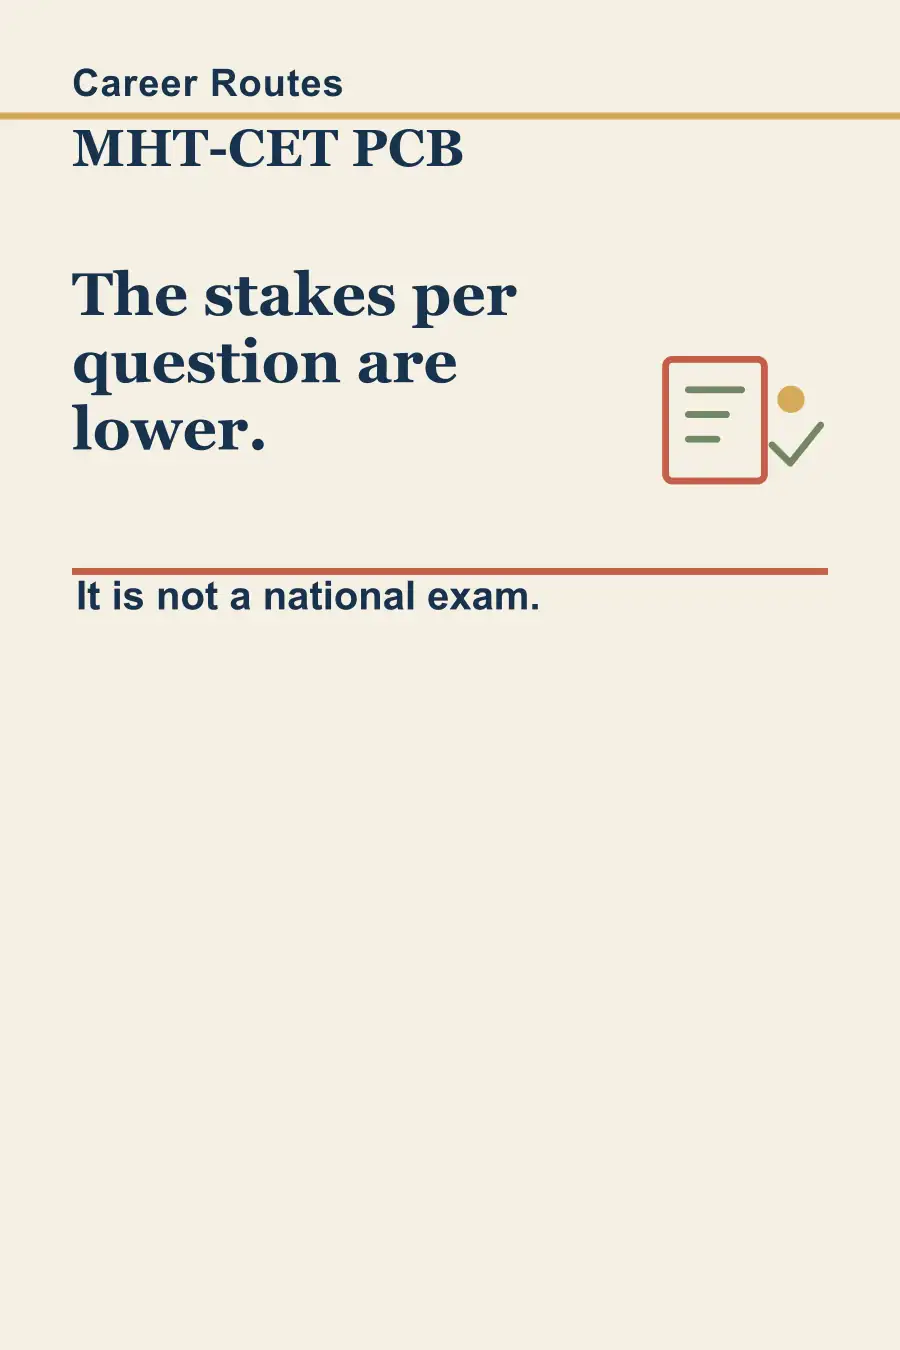 Career Routes
MHT-CET PCB
The stakes per
question are
lower.
It is not a national exam.